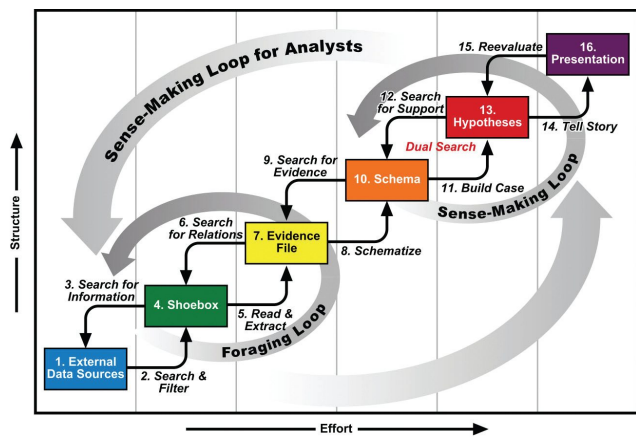 Sense-Making Loop for Analysts
15. Reevaluate
16.
Presentation
12. Search
for Support
13.
Hypotheses
14. Tell Story
Dual Search
9. Search for
Evidence
10. Schema
11. Build Case
Sense-Making Loop
6. Search
for Relations
7. Evidence
File
8. Schematize
3. Search for
Information
4. Shoebox
5. Read &
Extract
Foraging Loop
1. External
Data Sources
2. Search &
Filter
Structure
Effort